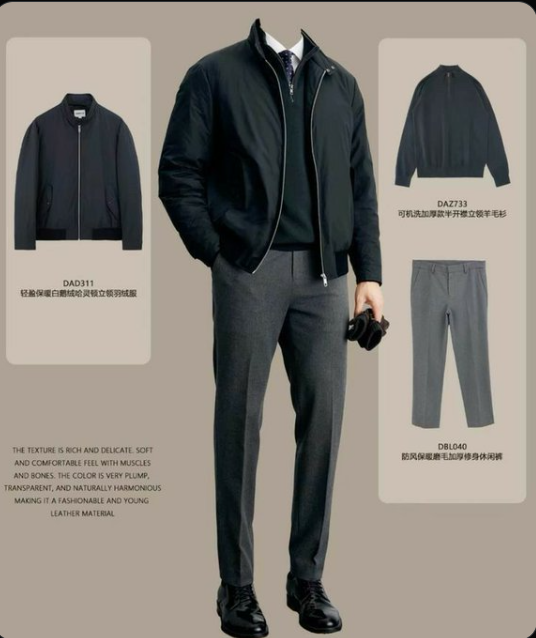 DAD311
轻盈保暖白鹅绒哈灵顿立领羽绒服
THE TEXTURE IS RICH AND DELICATE. SOFT
AND COMFORTABLE FEEL WITH MUSCLES
AND BONES. THE COLOR IS VERY PLUMP,
TRANSPARENT, AND NATURALLY HARMONIOUS
MAKING IT A FASHIONABLE AND YOUNG
LEATHER MATERIAL
DAZ733
可机洗加厚款半开襟立领羊毛衫
DBL040
防风保暖磨毛加厚修身休闲裤